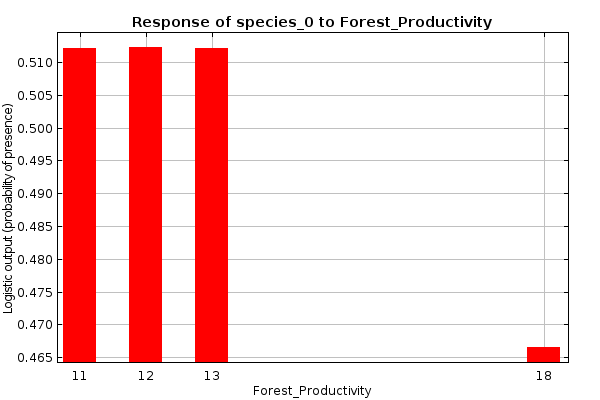 Response of species_0 to Forest_Productivity
Logistic output (probability of presence)
0.510
0.505
0.500
0.495
0.490
0.485
0.480
0.475
0.470
0.465
11 12 13 18
Forest_Productivity